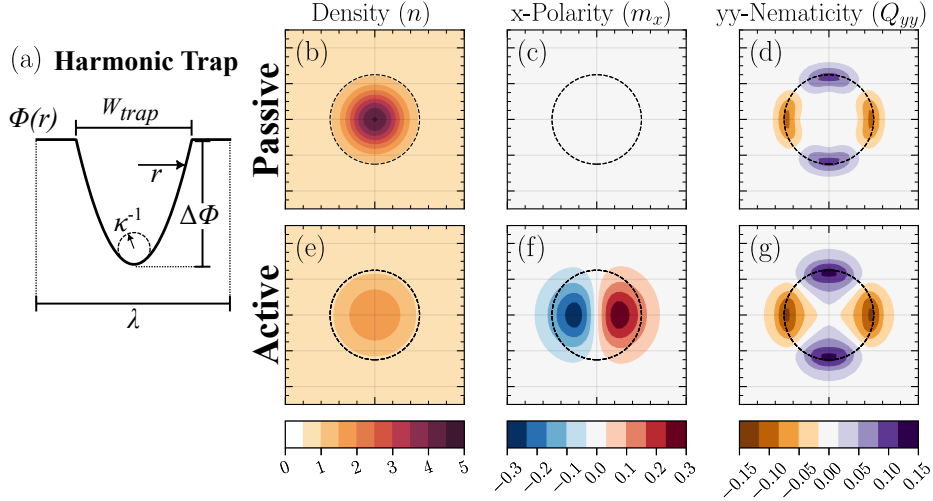 Density (n)
x-Polarity (m_x)
yy-Nematicity (Q_yy)
(a) Harmonic Trap
Φ(r)
W_trap
r
κ^-1
ΔΦ
λ
Passive
(b)
(c)
(d)
Active
(e)
(f)
(g)
0 1 2 3 4 5
−0.3 −0.2 −0.1 0.0 0.1 0.2 0.3
−0.15 −0.10 −0.05 0.00 0.05 0.10 0.15